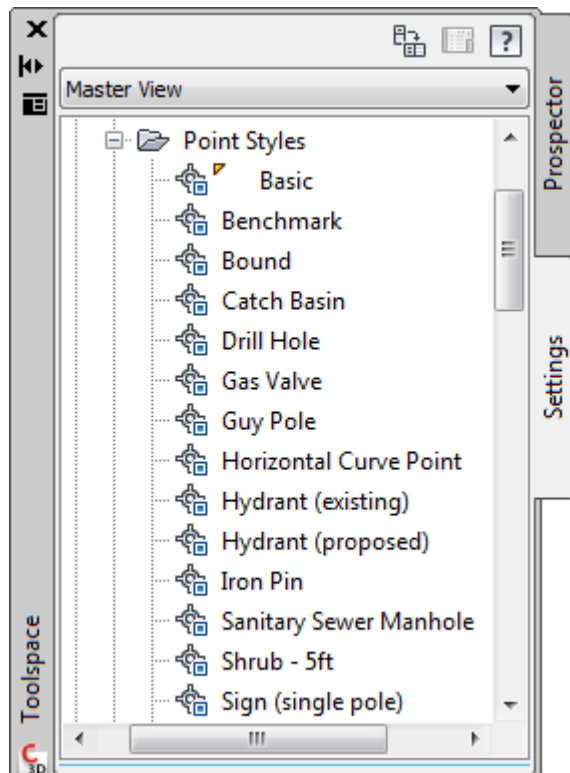 ?
Master View
Prospector
Point Styles
Basic
Benchmark
Bound
Catch Basin
Drill Hole
Gas Valve
Settings
Guy Pole
Horizontal Curve Point
Hydrant (existing)
Hydrant (proposed)
Iron Pin
Sanitary Sewer Manhole
Shrub - 5ft
Sign (single pole)
Toolspace
C
3D